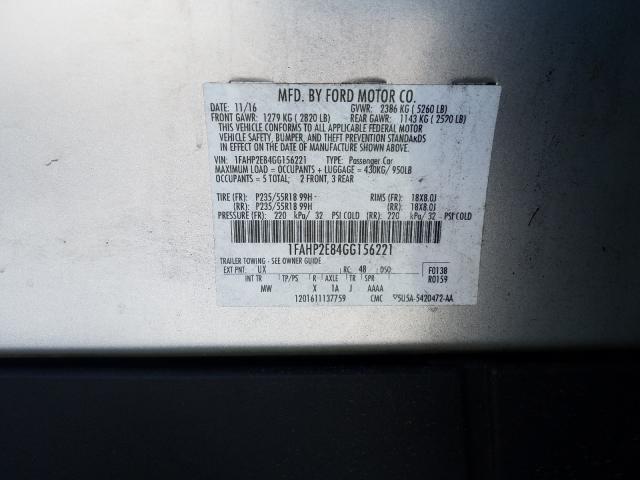 MFD. BY FORD MOTOR CO.
DATE: 11/16 GVWR: 2386 KG ( 5260 LB)
FRONT GAWR: 1279 KG ( 2820 LB) REAR GAWR: 1143 KG ( 2520 LB)
THIS VEHICLE CONFORMS TO ALL APPLICABLE FEDERAL MOTOR
VEHICLE SAFETY, BUMPER, AND THEFT PREVENTION STANDARDS
IN EFFECT ON THE DATE OF MANUFACTURE SHOWN ABOVE.
VIN: 1FAHP2E84GG156221 TYPE: Passenger Car
MAXIMUM LOAD = OCCUPANTS + LUGGAGE = 430KG/ 950LB
OCCUPANTS = 5 TOTAL; 2 FRONT, 3 REAR
TIRE (FR): P235/55R18 99H RIMS (FR): 18X8.0J
(RR): P235/55R18 99H (RR): 18X8.0J
PRESSURE (FR): 220 kPa/ 32 PSI COLD (RR): 220 kPa/ 32 PSI COLD
1FAHP2E84GG156221
TRAILER TOWING - SEE OWNER GUIDE
EXT PNT: UX RC: 48 DSO: F0138
INT TR TP/PS R AXLE TR SPR R0159
MW X 1A J AAAA
1201611137759 CMC 5U5A-5420472-AA